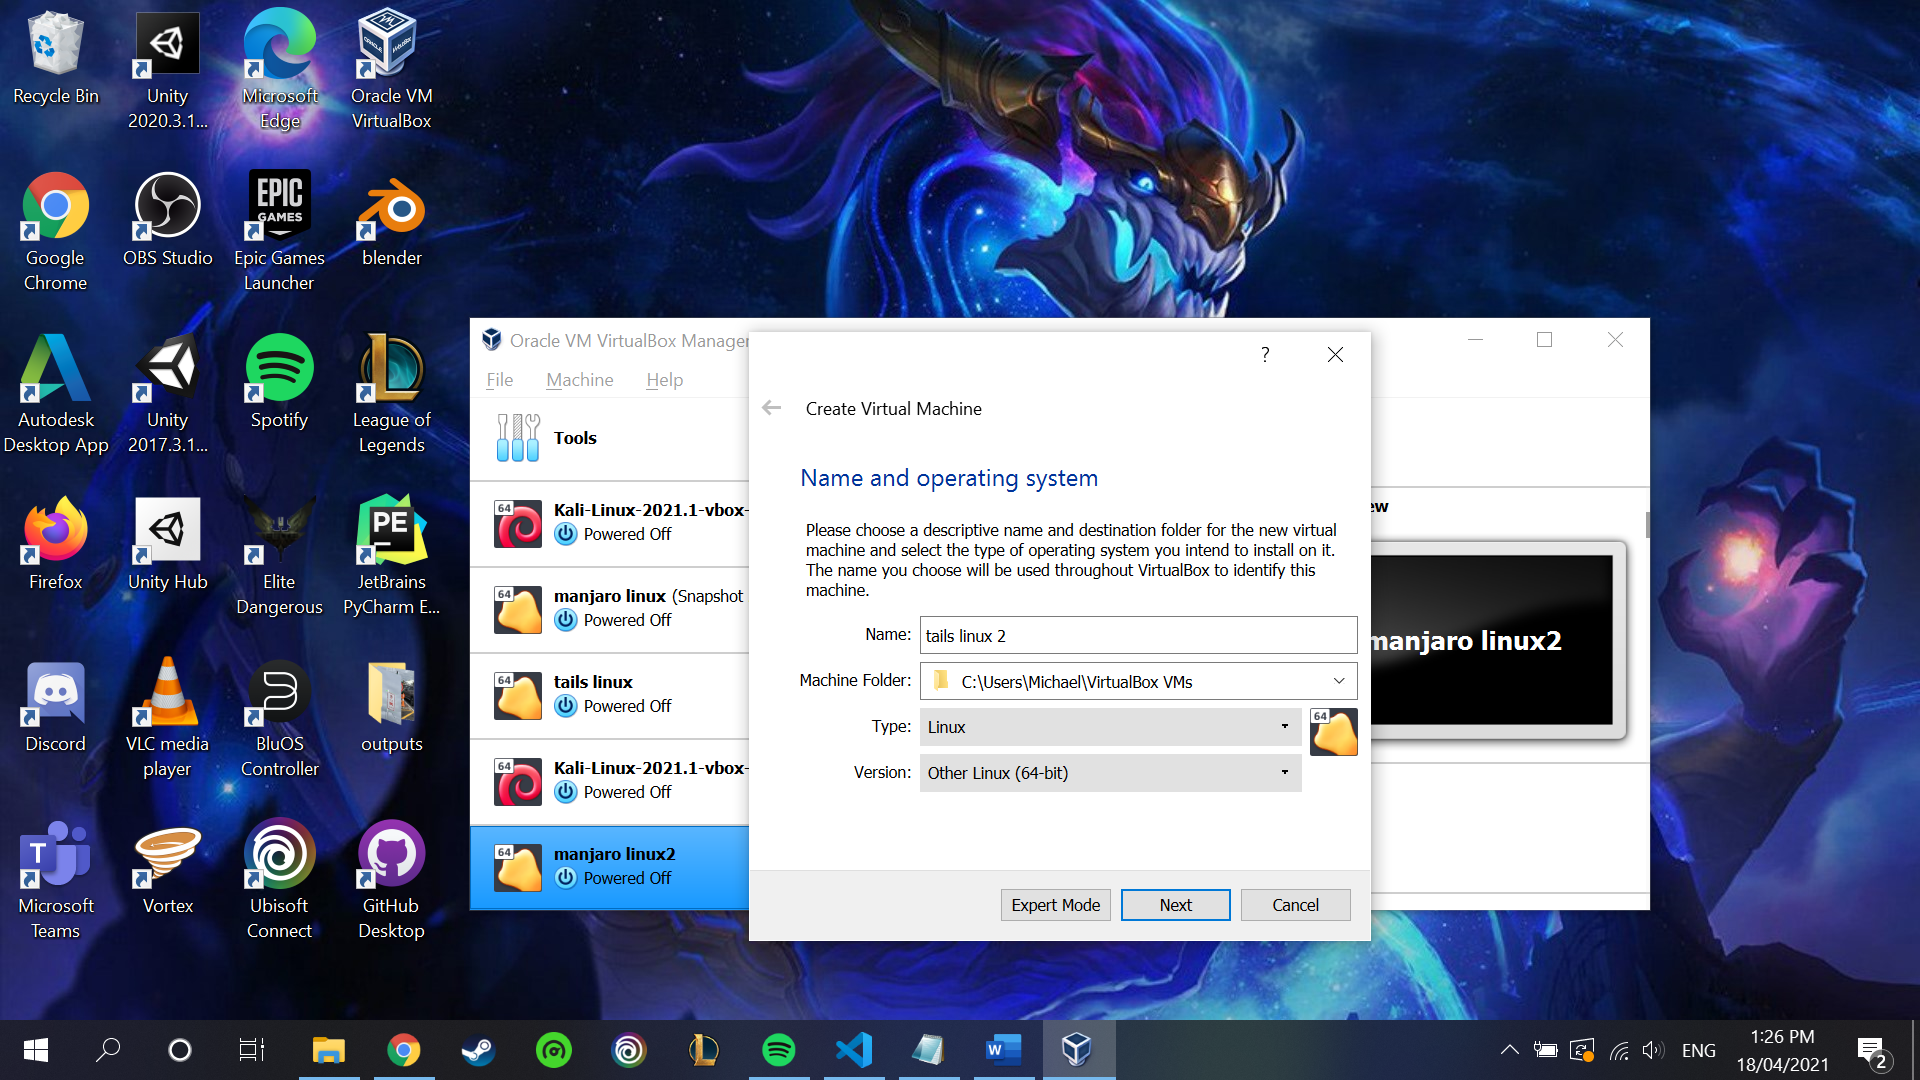 Recycle Bin
Unity
2020.3.1...
Microsoft
Edge
Oracle VM
VirtualBox
Google
Chrome
OBS Studio
EPIC
GAMES
Epic Games
Launcher
blender
Autodesk
Desktop App
Unity
2017.3.1...
Spotify
League of
Legends
Firefox
Unity Hub
Elite
Dangerous
PE
JetBrains
PyCharm E...
Discord
VLC media
player
BluOS
Controller
outputs
T
Microsoft
Teams
Vortex
Ubisoft
Connect
GitHub
Desktop
Oracle VM VirtualBox Manager
File
Machine
Help
Tools
64
Kali-Linux-2021.1-vbox-
Powered Off
64
manjaro linux (Snapshot
Powered Off
64
tails linux
Powered Off
64
Kali-Linux-2021.1-vbox-
Powered Off
64
manjaro linux2
Powered Off
?
Create Virtual Machine
Name and operating system
Please choose a descriptive name and destination folder for the new virtual
machine and select the type of operating system you intend to install on it.
The name you choose will be used throughout VirtualBox to identify this
machine.
Name: tails linux 2
Machine Folder: C:\Users\Michael\VirtualBox VMs
Type: Linux
64
Version: Other Linux (64-bit)
Expert Mode
Next
Cancel
ew
manjaro linux2
W
ENG
1:26 PM
18/04/2021
2